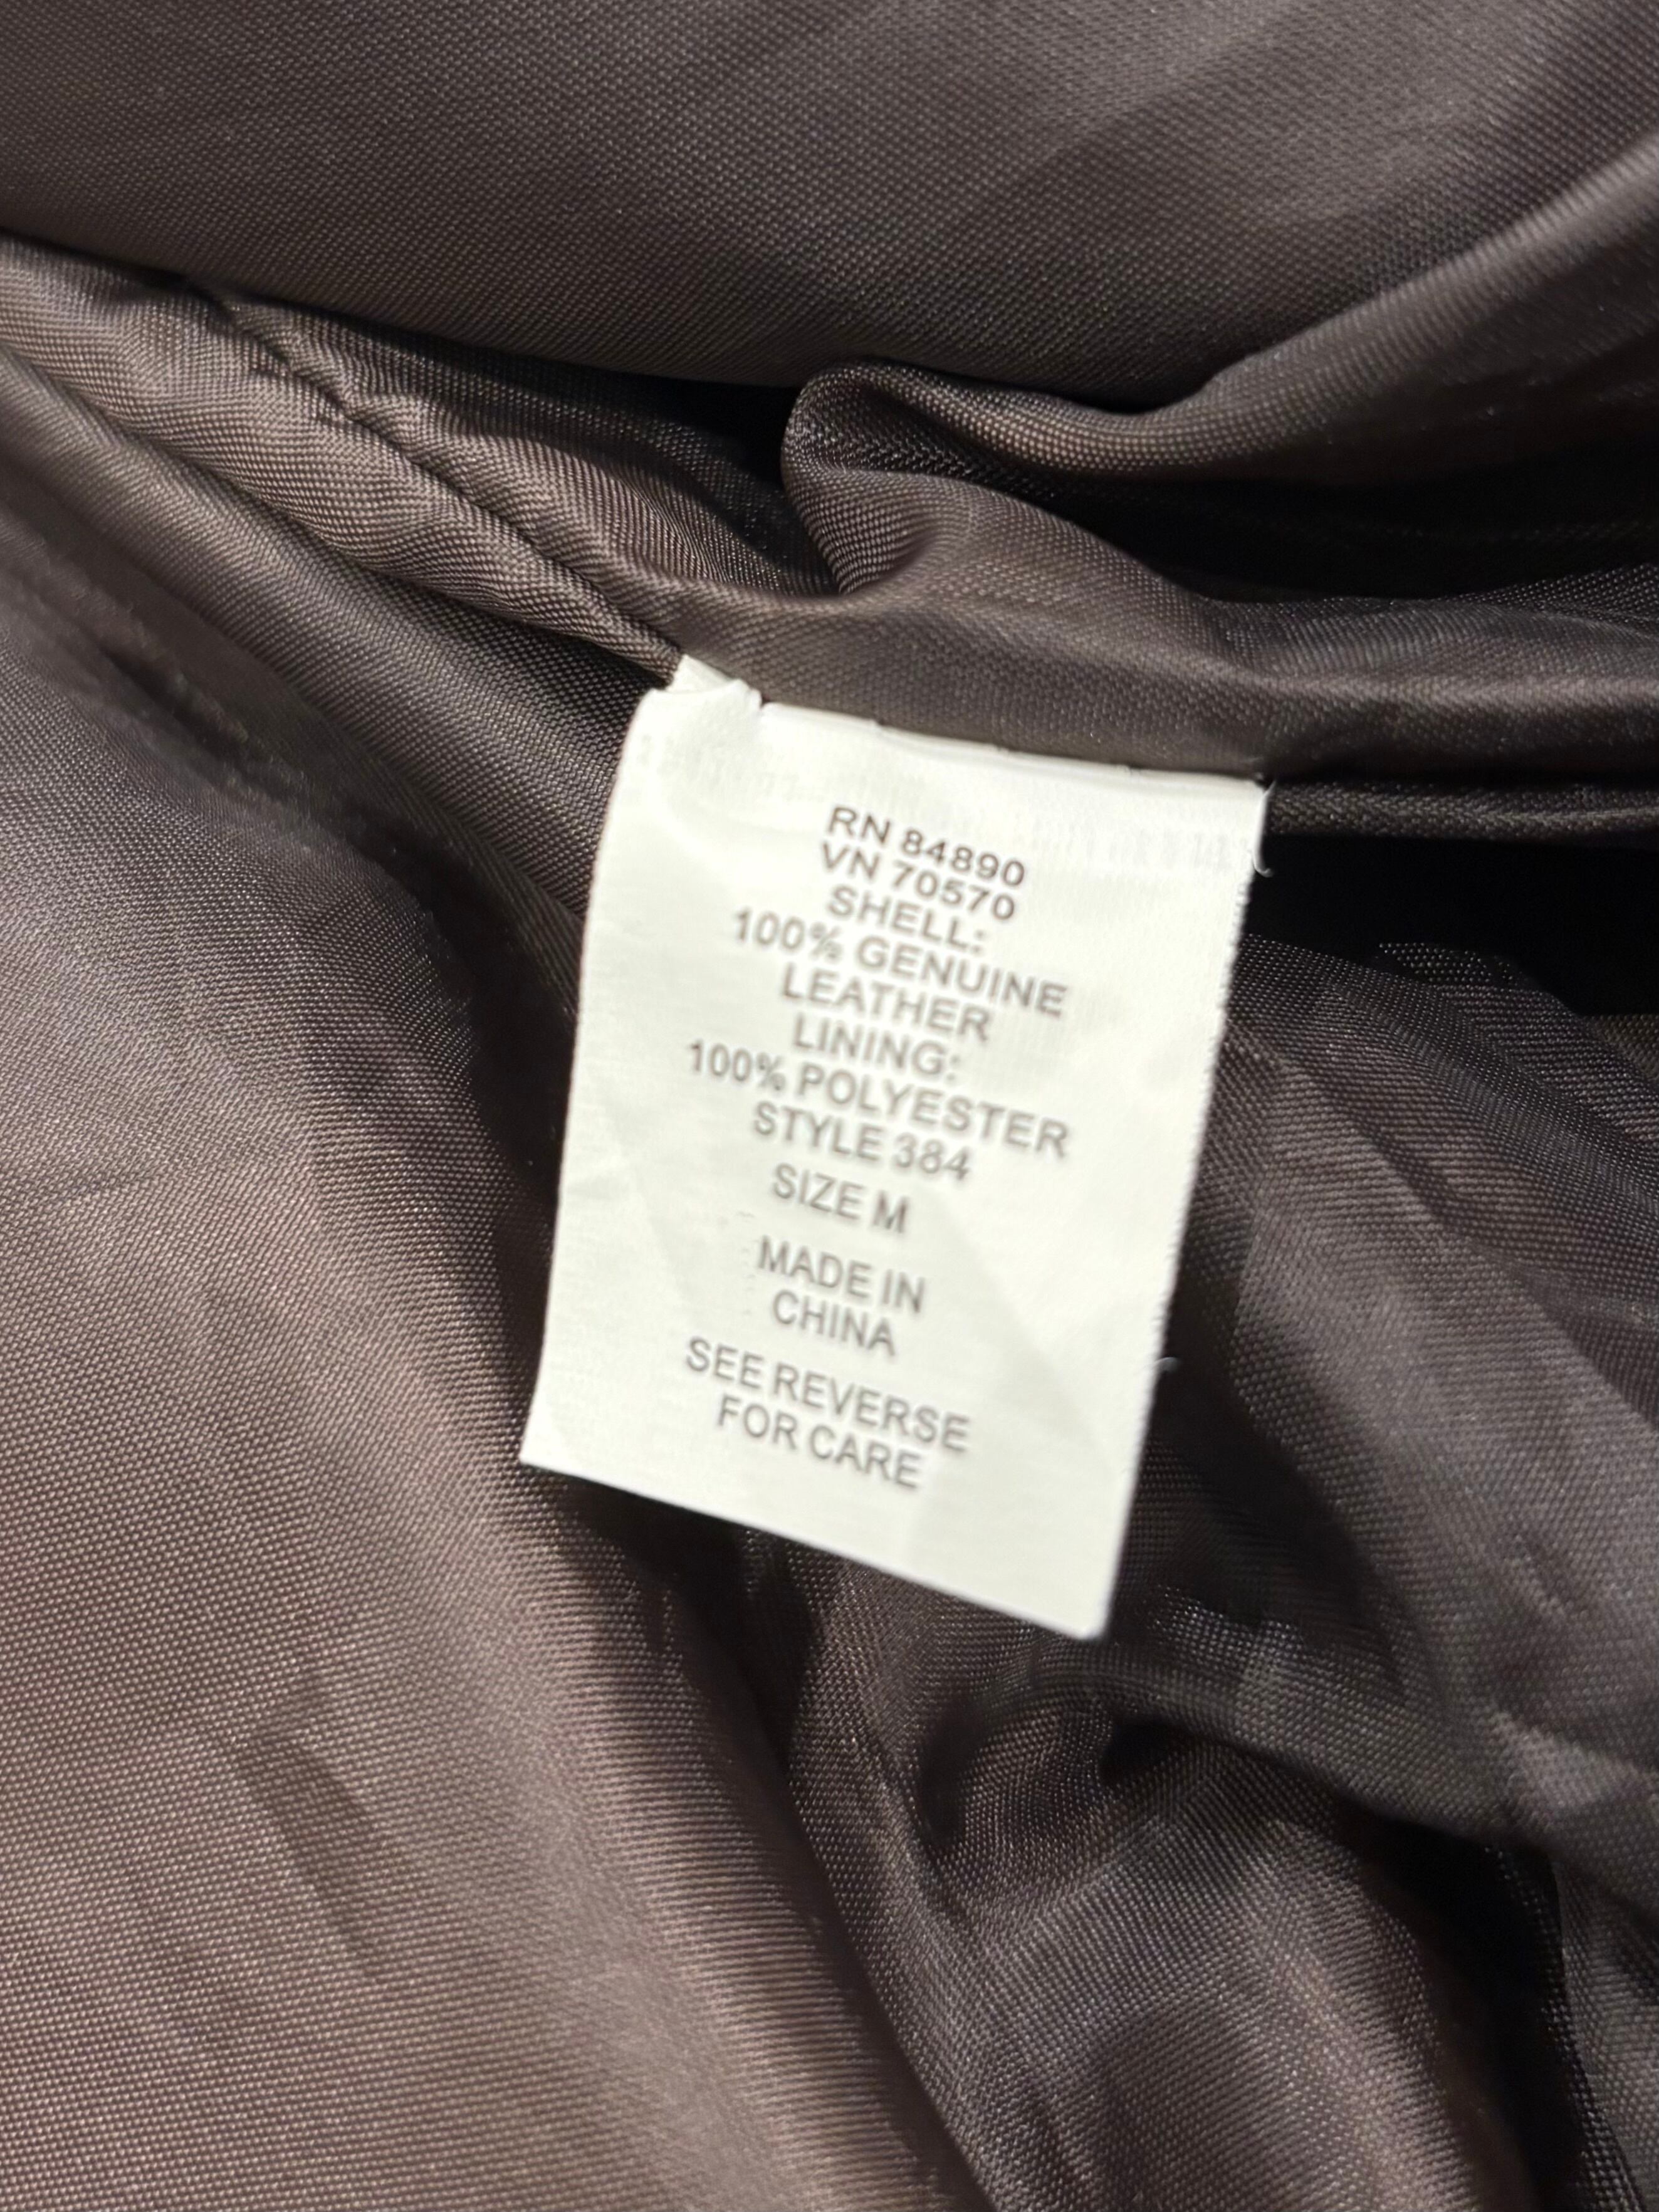 RN 84890
VN 70570
SHELL:
100% GENUINE
LEATHER
LINING:
100% POLYESTER
STYLE 384
SIZE M
MADE IN
CHINA
SEE REVERSE
FOR CARE